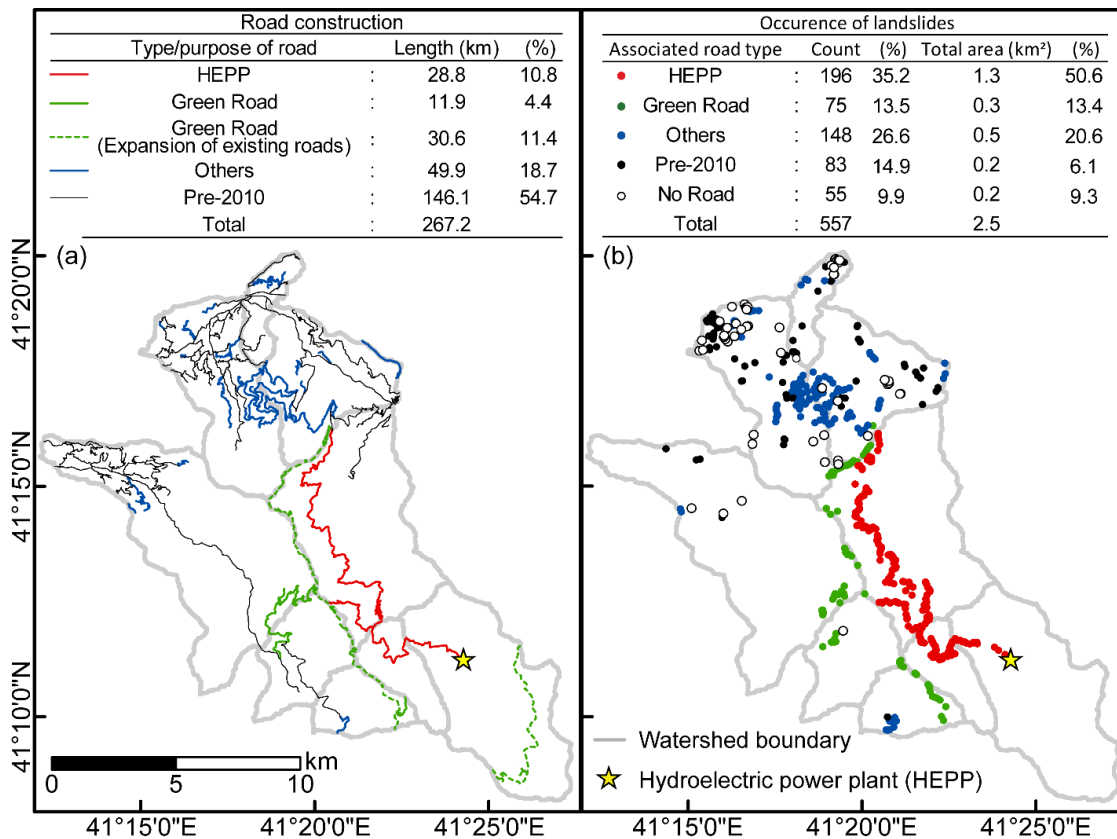 Road construction
Type/purpose of road Length (km) (%)
HEPP : 28.8 10.8
Green Road : 11.9 4.4
Green Road
(Expansion of existing roads) : 30.6 11.4
Others : 49.9 18.7
Pre-2010 : 146.1 54.7
Total : 267.2
Occurence of landslides
Associated road type Count (%) Total area (km²) (%)
HEPP : 196 35.2 1.3 50.6
Green Road : 75 13.5 0.3 13.4
Others : 148 26.6 0.5 20.6
Pre-2010 : 83 14.9 0.2 6.1
No Road : 55 9.9 0.2 9.3
Total : 557 2.5
(a)
(b)
41°20'0"N
41°15'0"N
41°10'0"N
km
0 5 10
Watershed boundary
Hydroelectric power plant (HEPP)
41°15'0"E 41°20'0"E 41°25'0"E
41°15'0"E 41°20'0"E 41°25'0"E